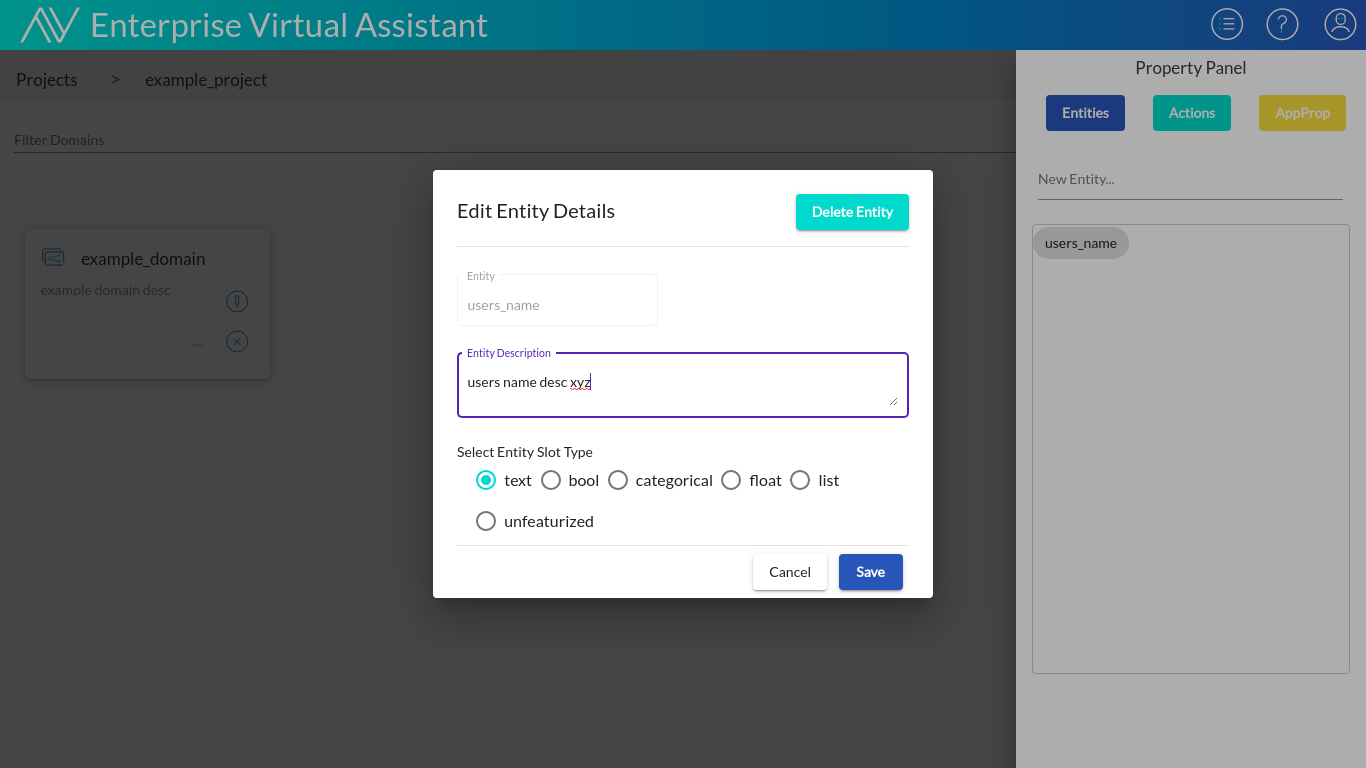 Enterprise Virtual Assistant
Projects > example_project
Filter Domains
example_domain
example domain desc
....
Edit Entity Details
Delete Entity
Entity
users_name
Entity Description
users name desc xyz
Select Entity Slot Type
text bool categorical float list
unfeaturized
Cancel Save
Property Panel
Entities Actions AppProp
New Entity...
users_name